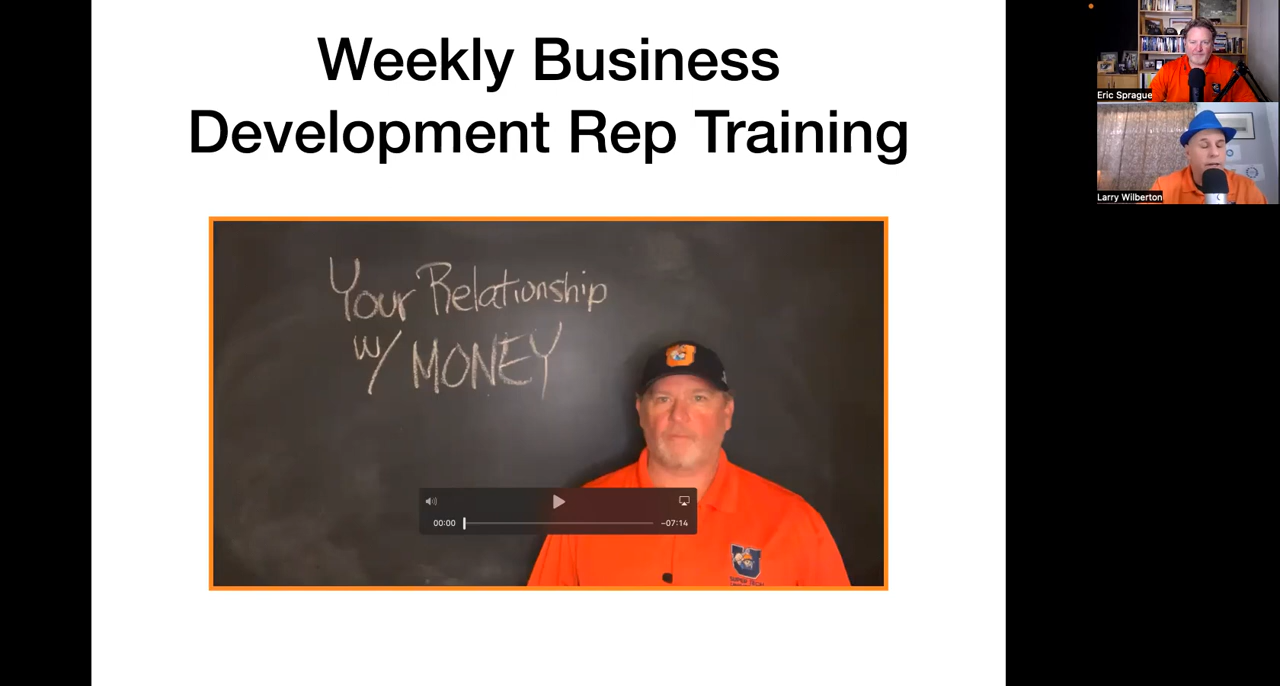 Weekly Business
Development Rep Training
Your Relationship
w/ MONEY
00:00
-07:14
Eric Sprague
Larry Wilberton